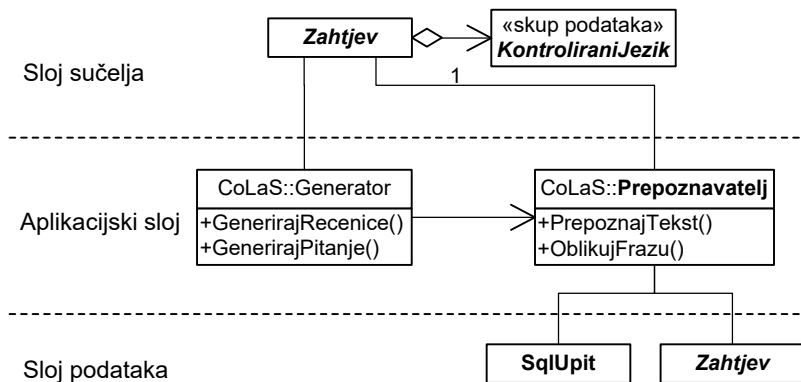 Zahtjev
«skup podataka»
KontroliraniJezik
Sloj sučelja
1
CoLaS::Generator
+GenerirajRecenice()
+GenerirajPitanje()
CoLaS::Prepoznavatelj
+PrepoznajTekst()
+OblikujFrazu()
Aplikacijski sloj
SqlUpit
Zahtjev
Sloj podataka